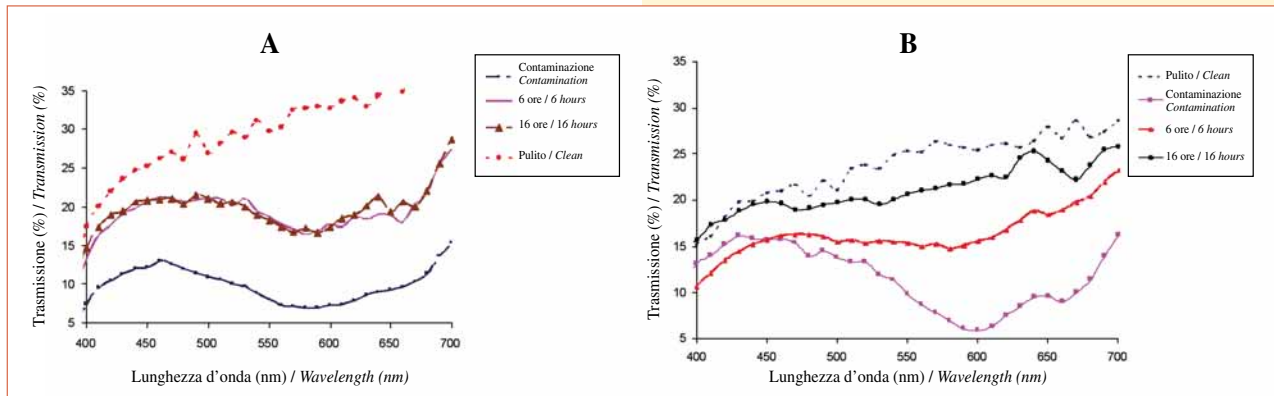 A
Contaminazione
Contamination
6 ore / 6 hours
16 ore / 16 hours
Pulito / Clean
Trasmissione (%) / Transmission (%)
35
30
25
20
15
10
5
400 450 500 550 600 650 700
Lunghezza d'onda (nm) / Wavelength (nm)
B
Pulito / Clean
Contaminazione
Contamination
6 ore / 6 hours
16 ore / 16 hours
Trasmissione (%) / Transmission (%)
35
30
25
20
15
10
5
400 450 500 550 600 650 700
Lunghezza d'onda (nm) / Wavelength (nm)